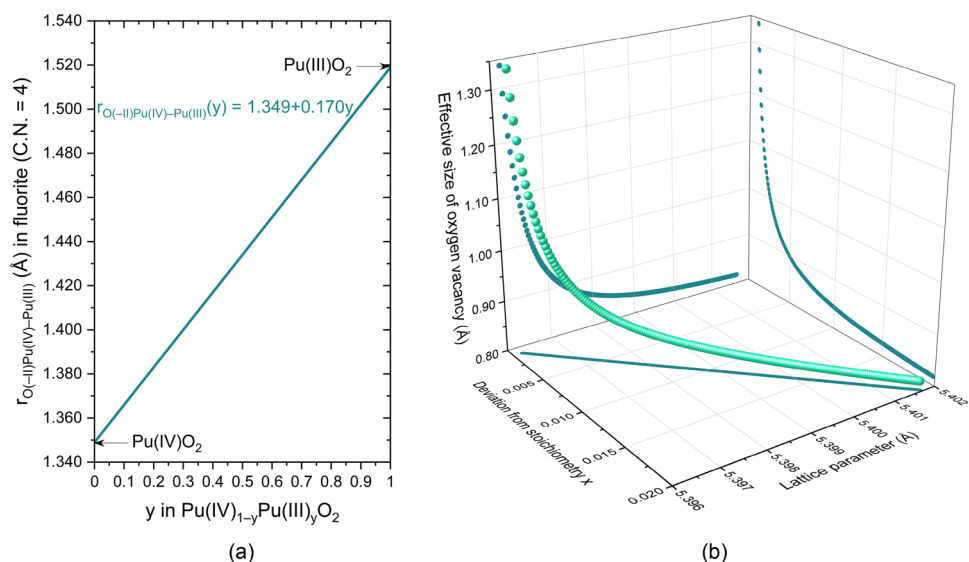 1.540
1.520
1.500
1.480
1.460
1.440
1.420
1.400
1.380
1.360
1.340
r_O(–II)Pu(IV)–Pu(III) (Å) in fluorite (C.N. = 4)
Pu(III)O₂
r_O(–II)Pu(IV)–Pu(III)(y) = 1.349+0.170y
Pu(IV)O₂
0 0.1 0.2 0.3 0.4 0.5 0.6 0.7 0.8 0.9 1
y in Pu(IV)₁₋yPu(III)yO₂
(a)
1.30
1.20
1.10
1.00
0.90
0.80
Effective size of oxygen vacancy (Å)
0.005
0.010
0.015
0.020
Deviation from stoichiometry x
5.396
5.397
5.398
5.399
5.400
5.401
5.402
Lattice parameter (Å)
(b)